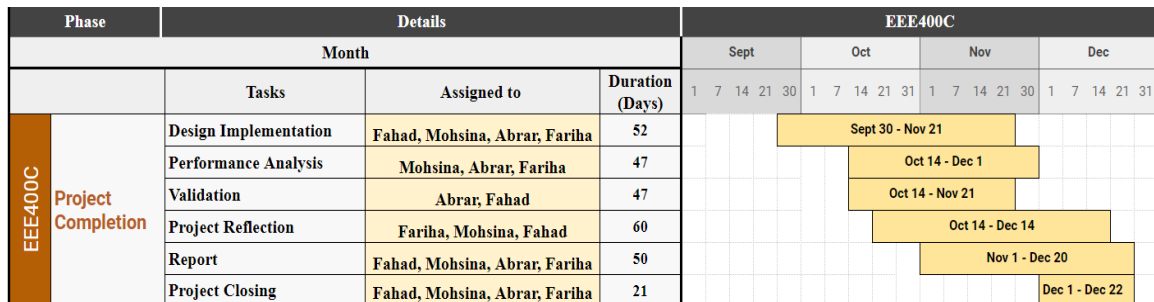 Phase Details EEE400C
Month Sept Oct Nov Dec
Tasks Assigned to Duration (Days) 1 7 14 21 30 1 7 14 21 31 1 7 14 21 30 1 7 14 21 31
EEE400C
Project Completion
Design Implementation Fahad, Mohsina, Abrar, Fariha 52 Sept 30 - Nov 21
Performance Analysis Mohsina, Abrar, Fariha 47 Oct 14 - Dec 1
Validation Abrar, Fahad 47 Oct 14 - Nov 21
Project Reflection Fariha, Mohsina, Fahad 60 Oct 14 - Dec 14
Report Fahad, Mohsina, Abrar, Fariha 50 Nov 1 - Dec 20
Project Closing Fahad, Mohsina, Abrar, Fariha 21 Dec 1 - Dec 22